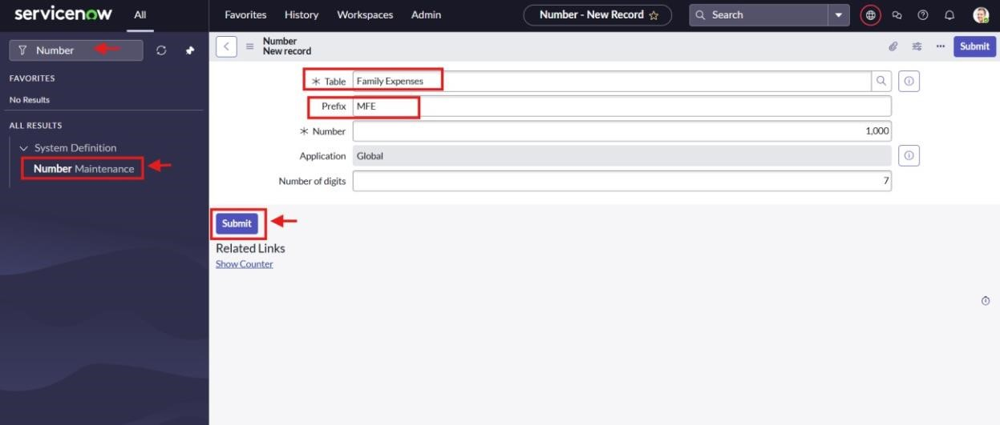 servicenow All Favorites History Workspaces Admin Number - New Record Search
Number
FAVORITES
No Results
ALL RESULTS
System Definition
Number Maintenance
Number
New record
Submit
* Table Family Expenses
Prefix MFE
* Number 1,000
Application Global
Number of digits 7
Submit
Related Links
Show Counter